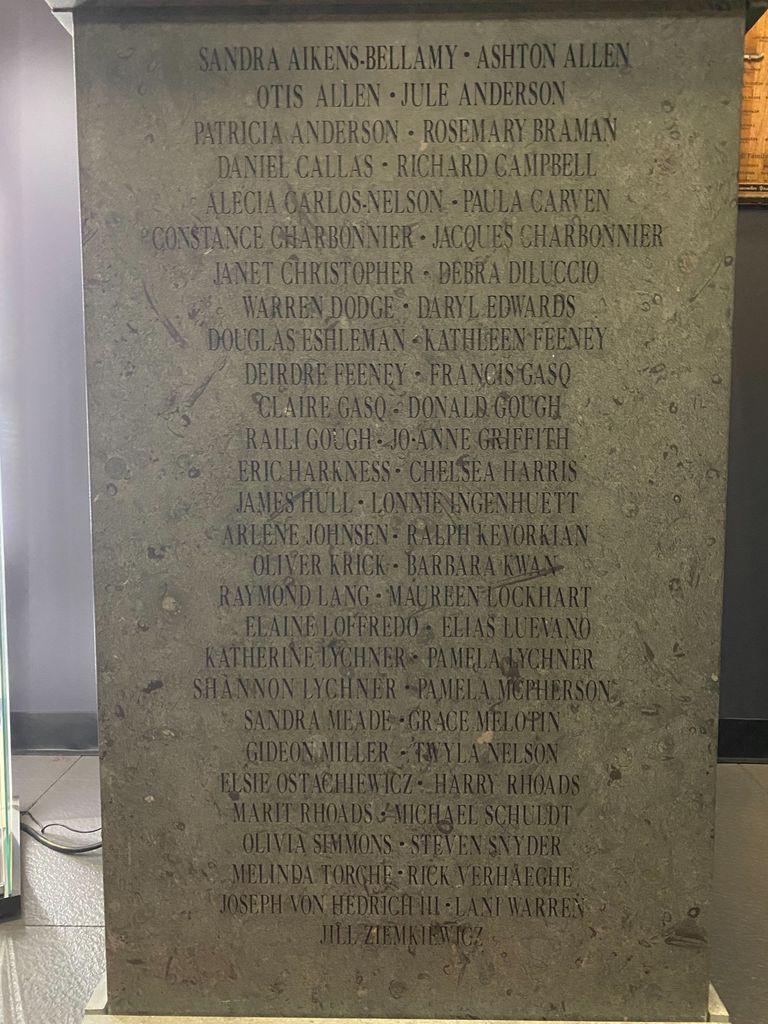 SANDRA AIKENS-BELLAMY • ASHTON ALLEN
OTIS ALLEN • JULE ANDERSON
PATRICIA ANDERSON • ROSEMARY BRAMAN
DANIEL CALLAS • RICHARD CAMPBELL
ALECIA CARLOS-NELSON • PAULA CARVEN
CONSTANCE CHARBONNIER • JACQUES CHARBONNIER
JANET CHRISTOPHER • DEBRA DILUCCIO
WARREN DODGE • DARYL EDWARDS
DOUGLAS ESHLEMAN • KATHLEEN FEENEY
DEIRDRE FEENEY • FRANCIS GASQ
CLAIRE GASQ • DONALD GOUGH
RAILI GOUGH • JO-ANNE GRIFFITH
ERIC HARKNESS • CHELSEA HARRIS
JAMES HULL • LONNIE INGENHUETT
ARLENE JOHNSEN • RALPH KEVORKIAN
OLIVER KRICK • BARBARA KWAN
RAYMOND LANG • MAUREEN LOCKHART
ELAINE LOFFREDO • ELIAS LUEVANO
KATHERINE LYCHNER • PAMELA LYCHNER
SHANNON LYCHNER • PAMELA MCPHERSON
SANDRA MEADE • GRACE MELOTIN
GIDEON MILLER • TWYLA NELSON
ELSIE OSTACHIEWICZ • HARRY RHOADS
MARIT RHOADS • MICHAEL SCHULDT
OLIVIA SIMMONS • STEVEN SNYDER
MELINDA TORCHE • RICK VERHAEGHE
JOSEPH VON HEDRICH III • LANI WARREN
JILL ZIEMKIEWICZ